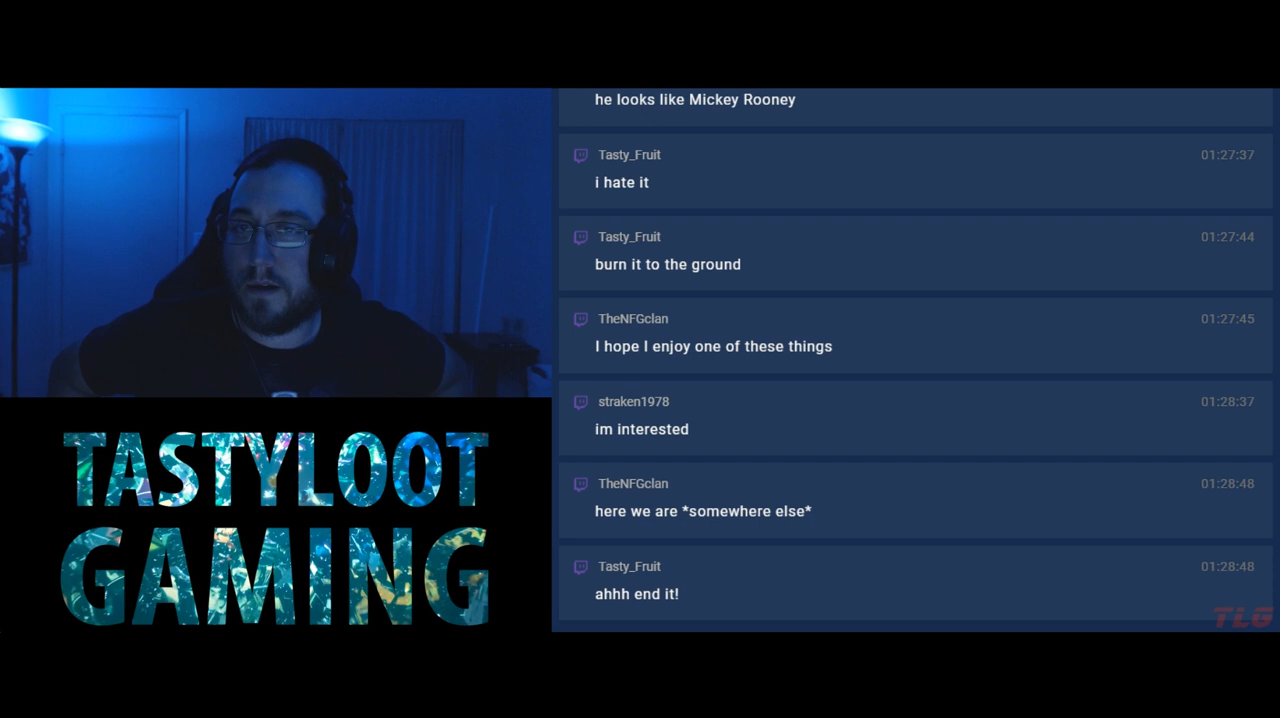 he looks like Mickey Rooney
Tasty_Fruit 01:27:37
i hate it
Tasty_Fruit 01:27:44
burn it to the ground
TheNFGclan 01:27:45
I hope I enjoy one of these things
straken1978 01:28:37
im interested
TheNFGclan 01:28:48
here we are *somewhere else*
Tasty_Fruit 01:28:48
ahhh end it!
TLG
TASTYLOOT
GAMING